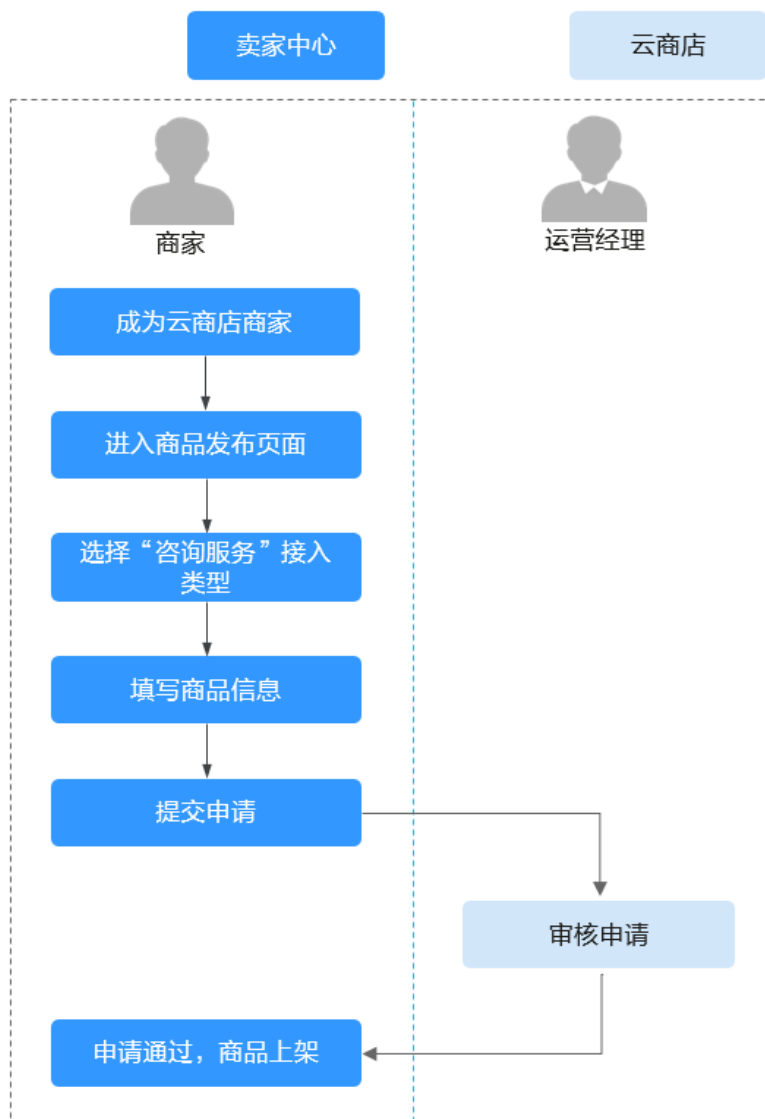 卖家中心
云商店
商家
运营经理
成为云商店商家
进入商品发布页面
选择“咨询服务”接入
类型
填写商品信息
提交申请
审核申请
申请通过，商品上架